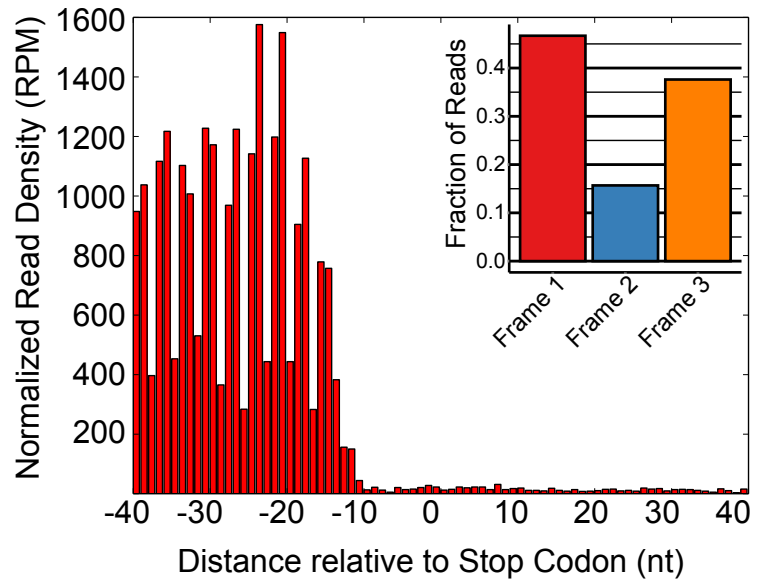 Normalized Read Density (RPM)
1600
1400
1200
1000
800
600
400
200
-40 -30 -20 -10 0 10 20 30 40
Distance relative to Stop Codon (nt)
Fraction of Reads
0.4
0.3
0.2
0.1
0.0
Frame 1
Frame 2
Frame 3